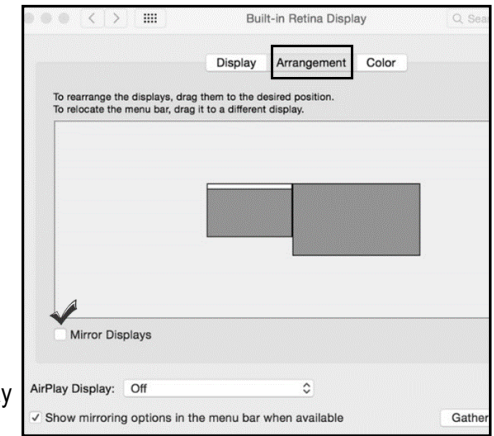 Built-in Retina Display
Display Arrangement Color
To rearrange the displays, drag them to the desired position.
To relocate the menu bar, drag it to a different display.
Mirror Displays
AirPlay Display: Off
Show mirroring options in the menu bar when available